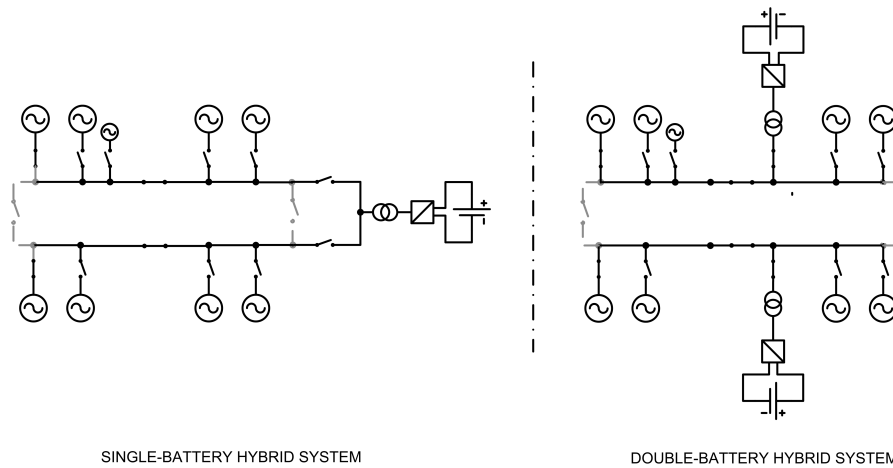 SINGLE-BATTERY HYBRID SYSTEM
DOUBLE-BATTERY HYBRID SYSTEM